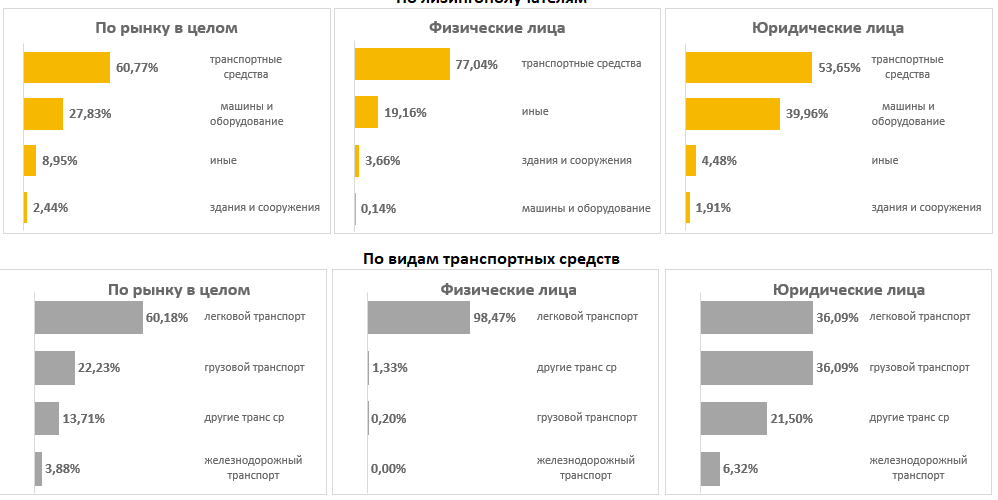 По лизингополучателям
По рынку в целом
60,77%
транспортные
средства
27,83%
машины и
оборудование
8,95%
иные
2,44%
здания и сооружения
Физические лица
77,04%
транспортные средства
19,16%
иные
3,66%
здания и сооружения
0,14%
машины и оборудование
Юридические лица
53,65%
транспортные
средства
39,96%
машины и
оборудование
4,48%
иные
1,91%
здания и сооружения
По видам транспортных средств
По рынку в целом
60,18%
легковой транспорт
22,23%
грузовой транспорт
13,71%
другие транс ср
3,88%
железнодорожный
транспорт
Физические лица
98,47%
легковой транспорт
1,33%
другие транс ср
0,20%
грузовой транспорт
0,00%
железнодорожный
транспорт
Юридические лица
36,09%
легковой транспорт
36,09%
грузовой транспорт
21,50%
другие транс ср
6,32%
железнодорожный
транспорт